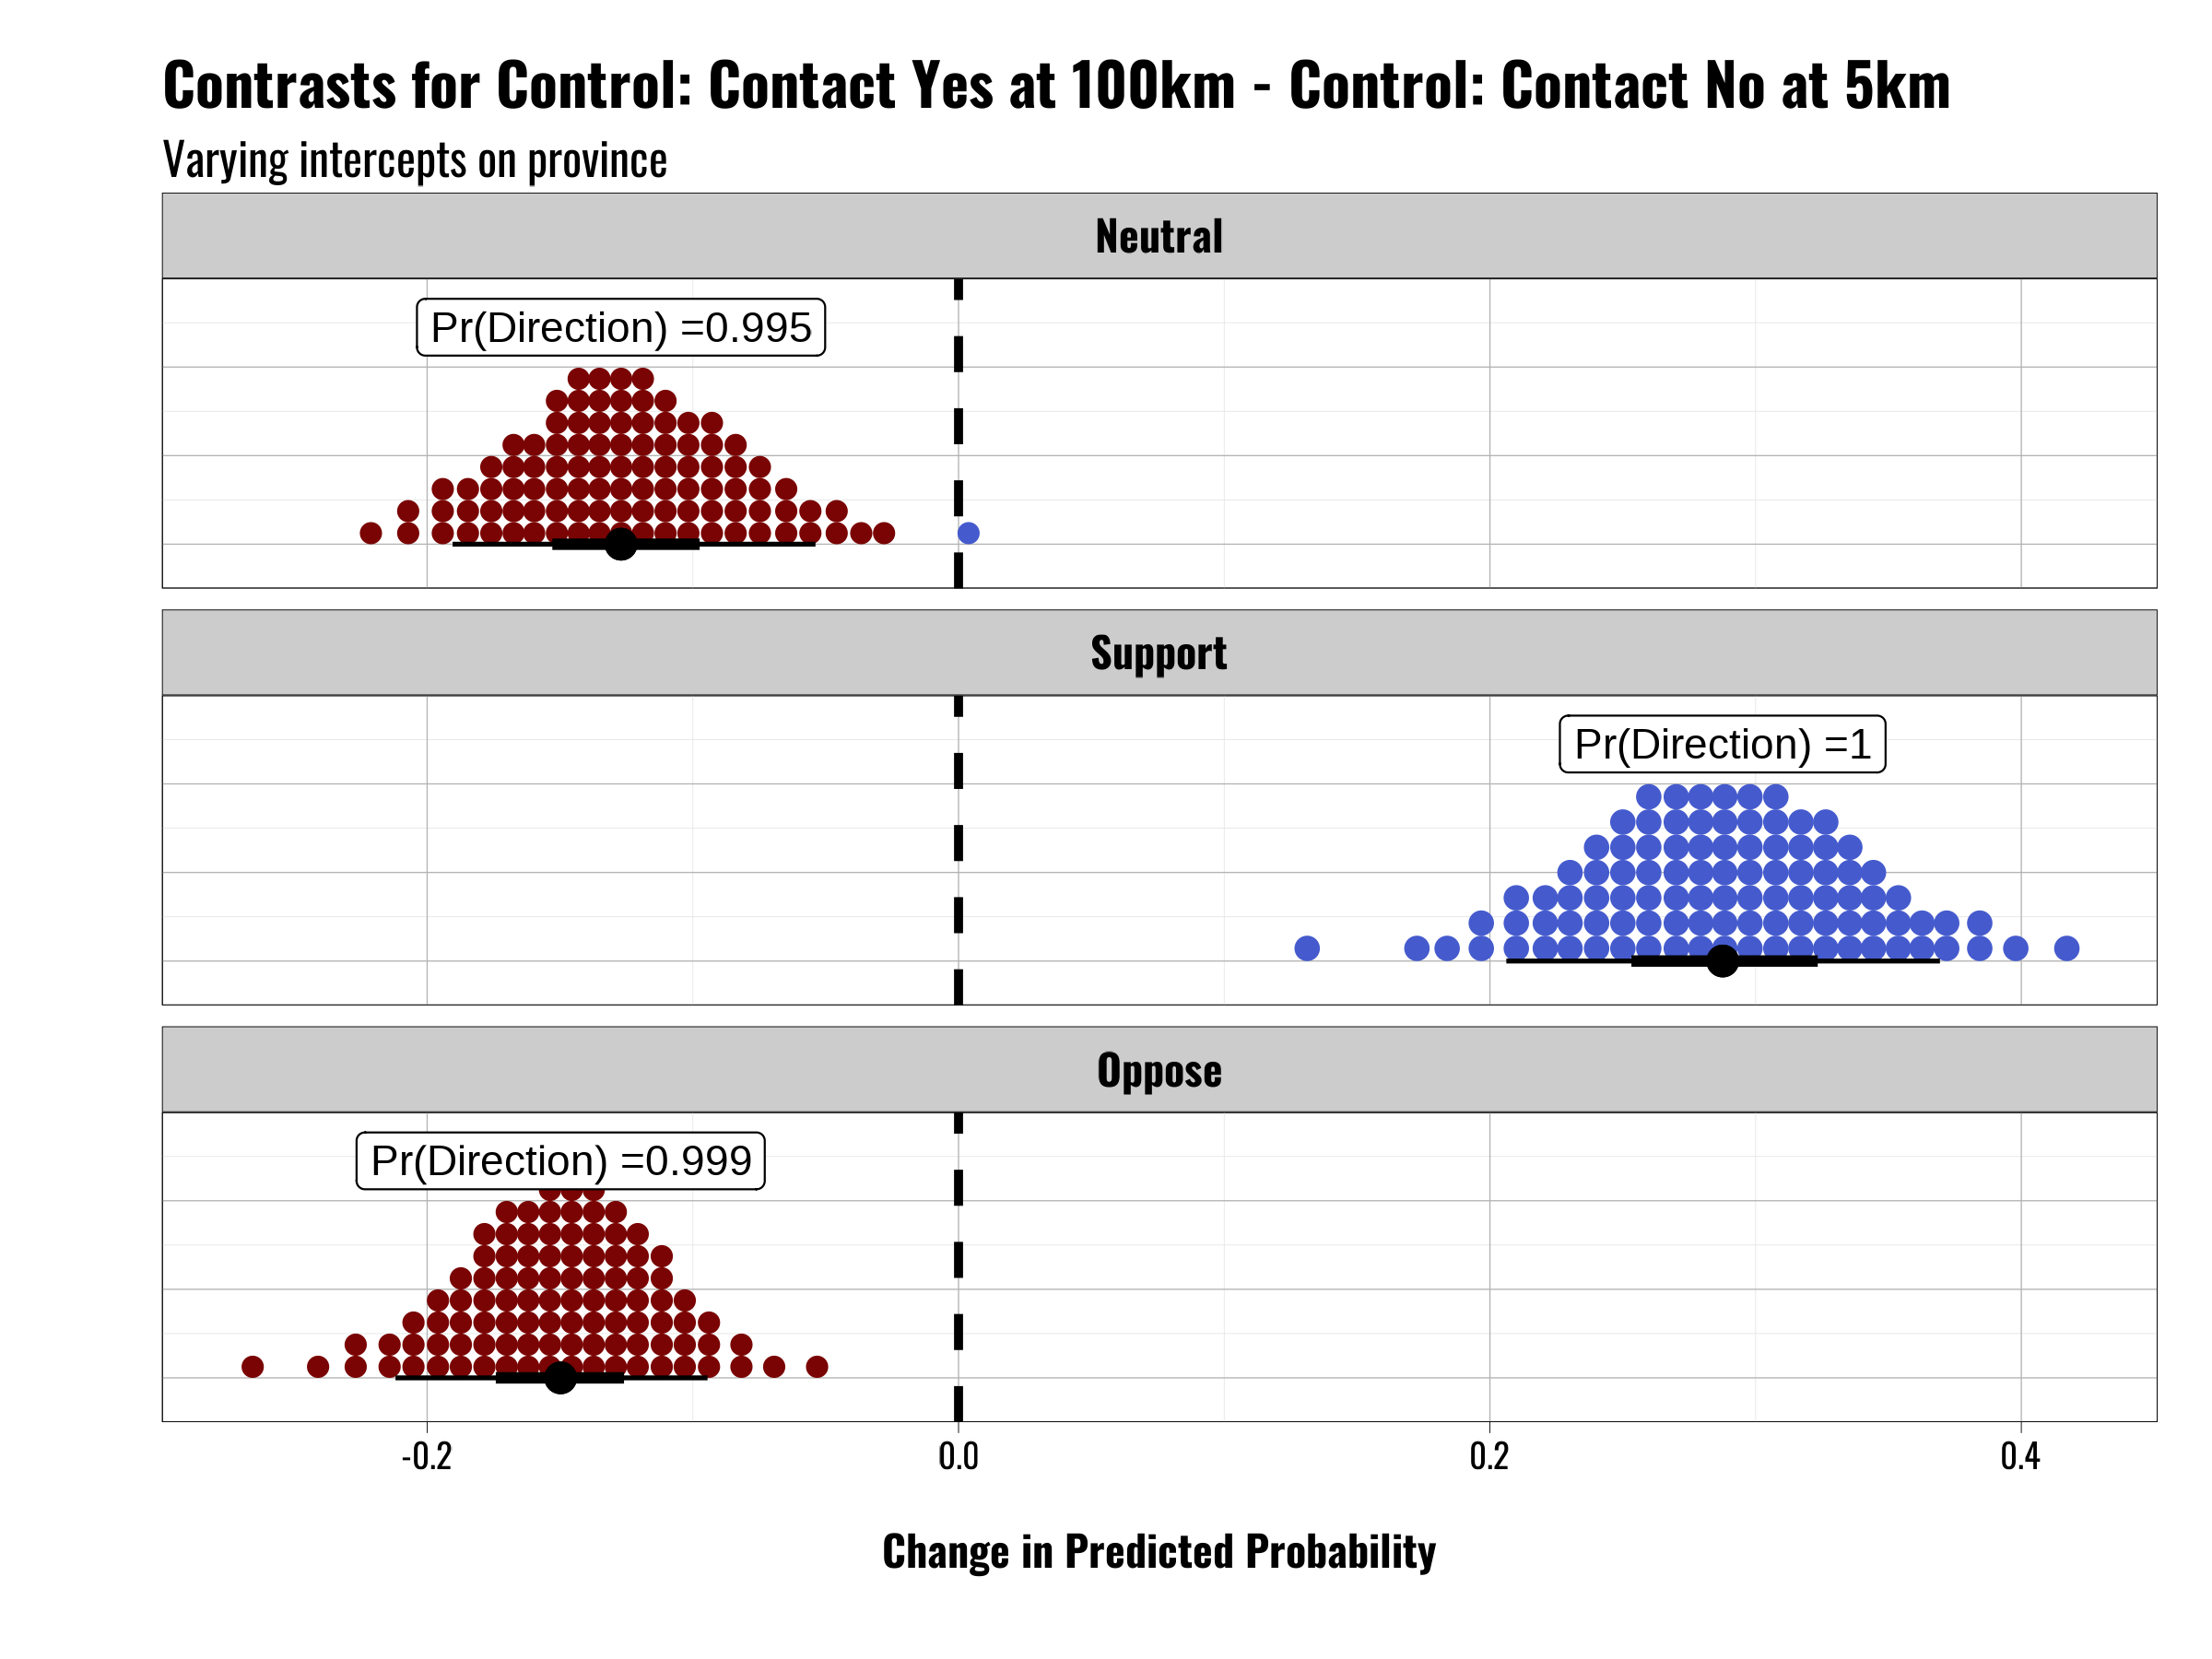 Contrasts for Control: Contact Yes at 100km - Control: Contact No at 5km
Varying intercepts on province
Neutral
Pr(Direction) =0.995
Support
Pr(Direction) =1
Oppose
Pr(Direction) =0.999
-0.2 0.0 0.2 0.4
Change in Predicted Probability